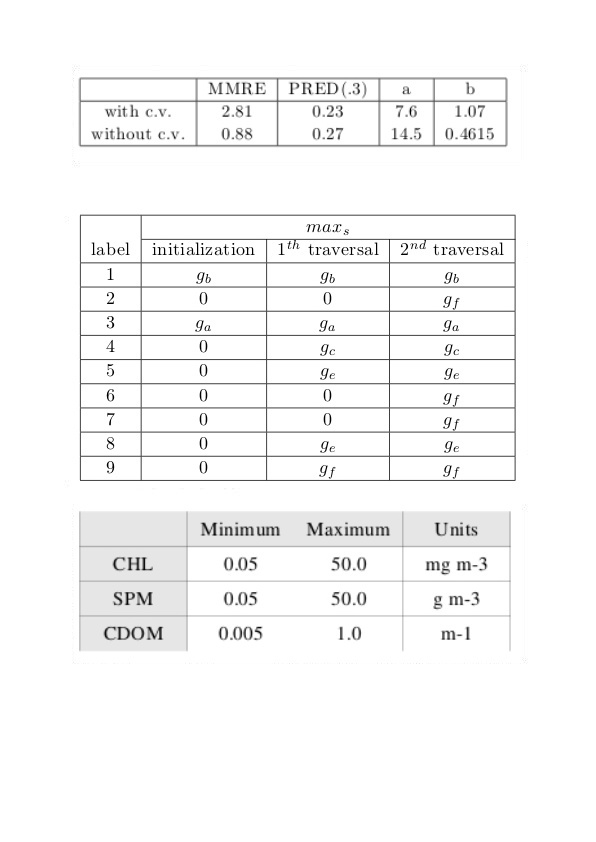 MMRE PRED(.3) a b
with c.v. 2.81 0.23 7.6 1.07
without c.v. 0.88 0.27 14.5 0.4615
max_s
label initialization 1^th traversal 2^nd traversal
1 g_b g_b g_b
2 0 0 g_f
3 g_a g_a g_a
4 0 g_c g_c
5 0 g_e g_e
6 0 0 g_f
7 0 0 g_f
8 0 g_e g_e
9 0 g_f g_f
Minimum Maximum Units
CHL 0.05 50.0 mg m-3
SPM 0.05 50.0 g m-3
CDOM 0.005 1.0 m-1